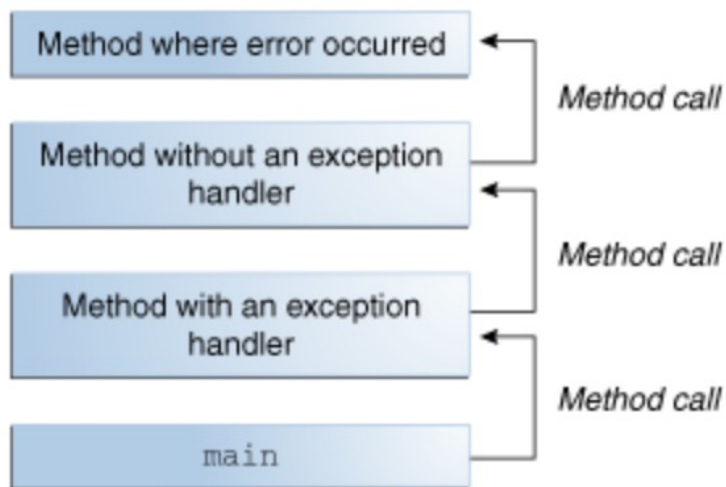 Method where error occurred
Method call
Method without an exception
handler
Method call
Method with an exception
handler
Method call
main